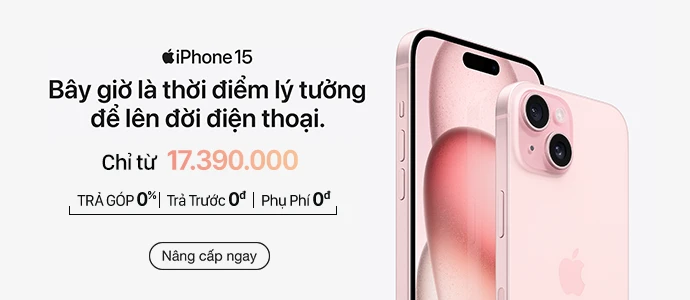 iPhone 15
Bây giờ là thời điểm lý tưởng
để lên đời điện thoại.
Chỉ từ 17.390.000
TRẢ GÓP 0% | Trả Trước 0đ | Phụ Phí 0đ
Nâng cấp ngay